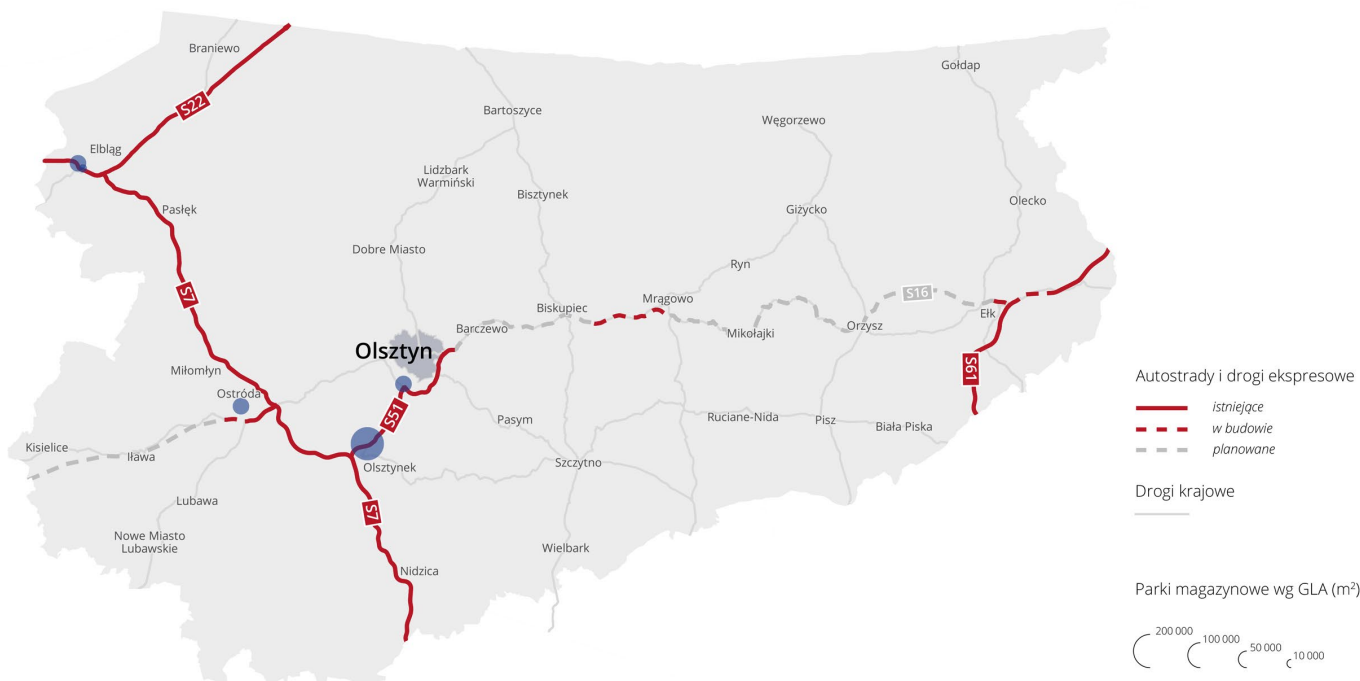 Braniewo
Gołdap
S22
Bartoszyce
Węgorzewo
Elbląg
Lidzbark
Warmiński
Bisztynek
Olecko
Pasłęk
Giżycko
Dobre Miasto
Ryn
S7
S16
Mrągowo
Biskupiec
Ełk
Barczewo
Mikołajki
Orzysz
Olsztyn
Miłomłyn
S61
Ostróda
S51
Pasym
Ruciane-Nida
Pisz
Biała Piska
Kisielice
Iława
Olsztynek
Szczytno
Lubawa
S7
Nowe Miasto
Lubawskie
Wielbark
Nidzica
Autostrady i drogi ekspresowe
istniejące
w budowie
planowane
Drogi krajowe
Parki magazynowe wg GLA (m²)
200 000
100 000
50 000
10 000